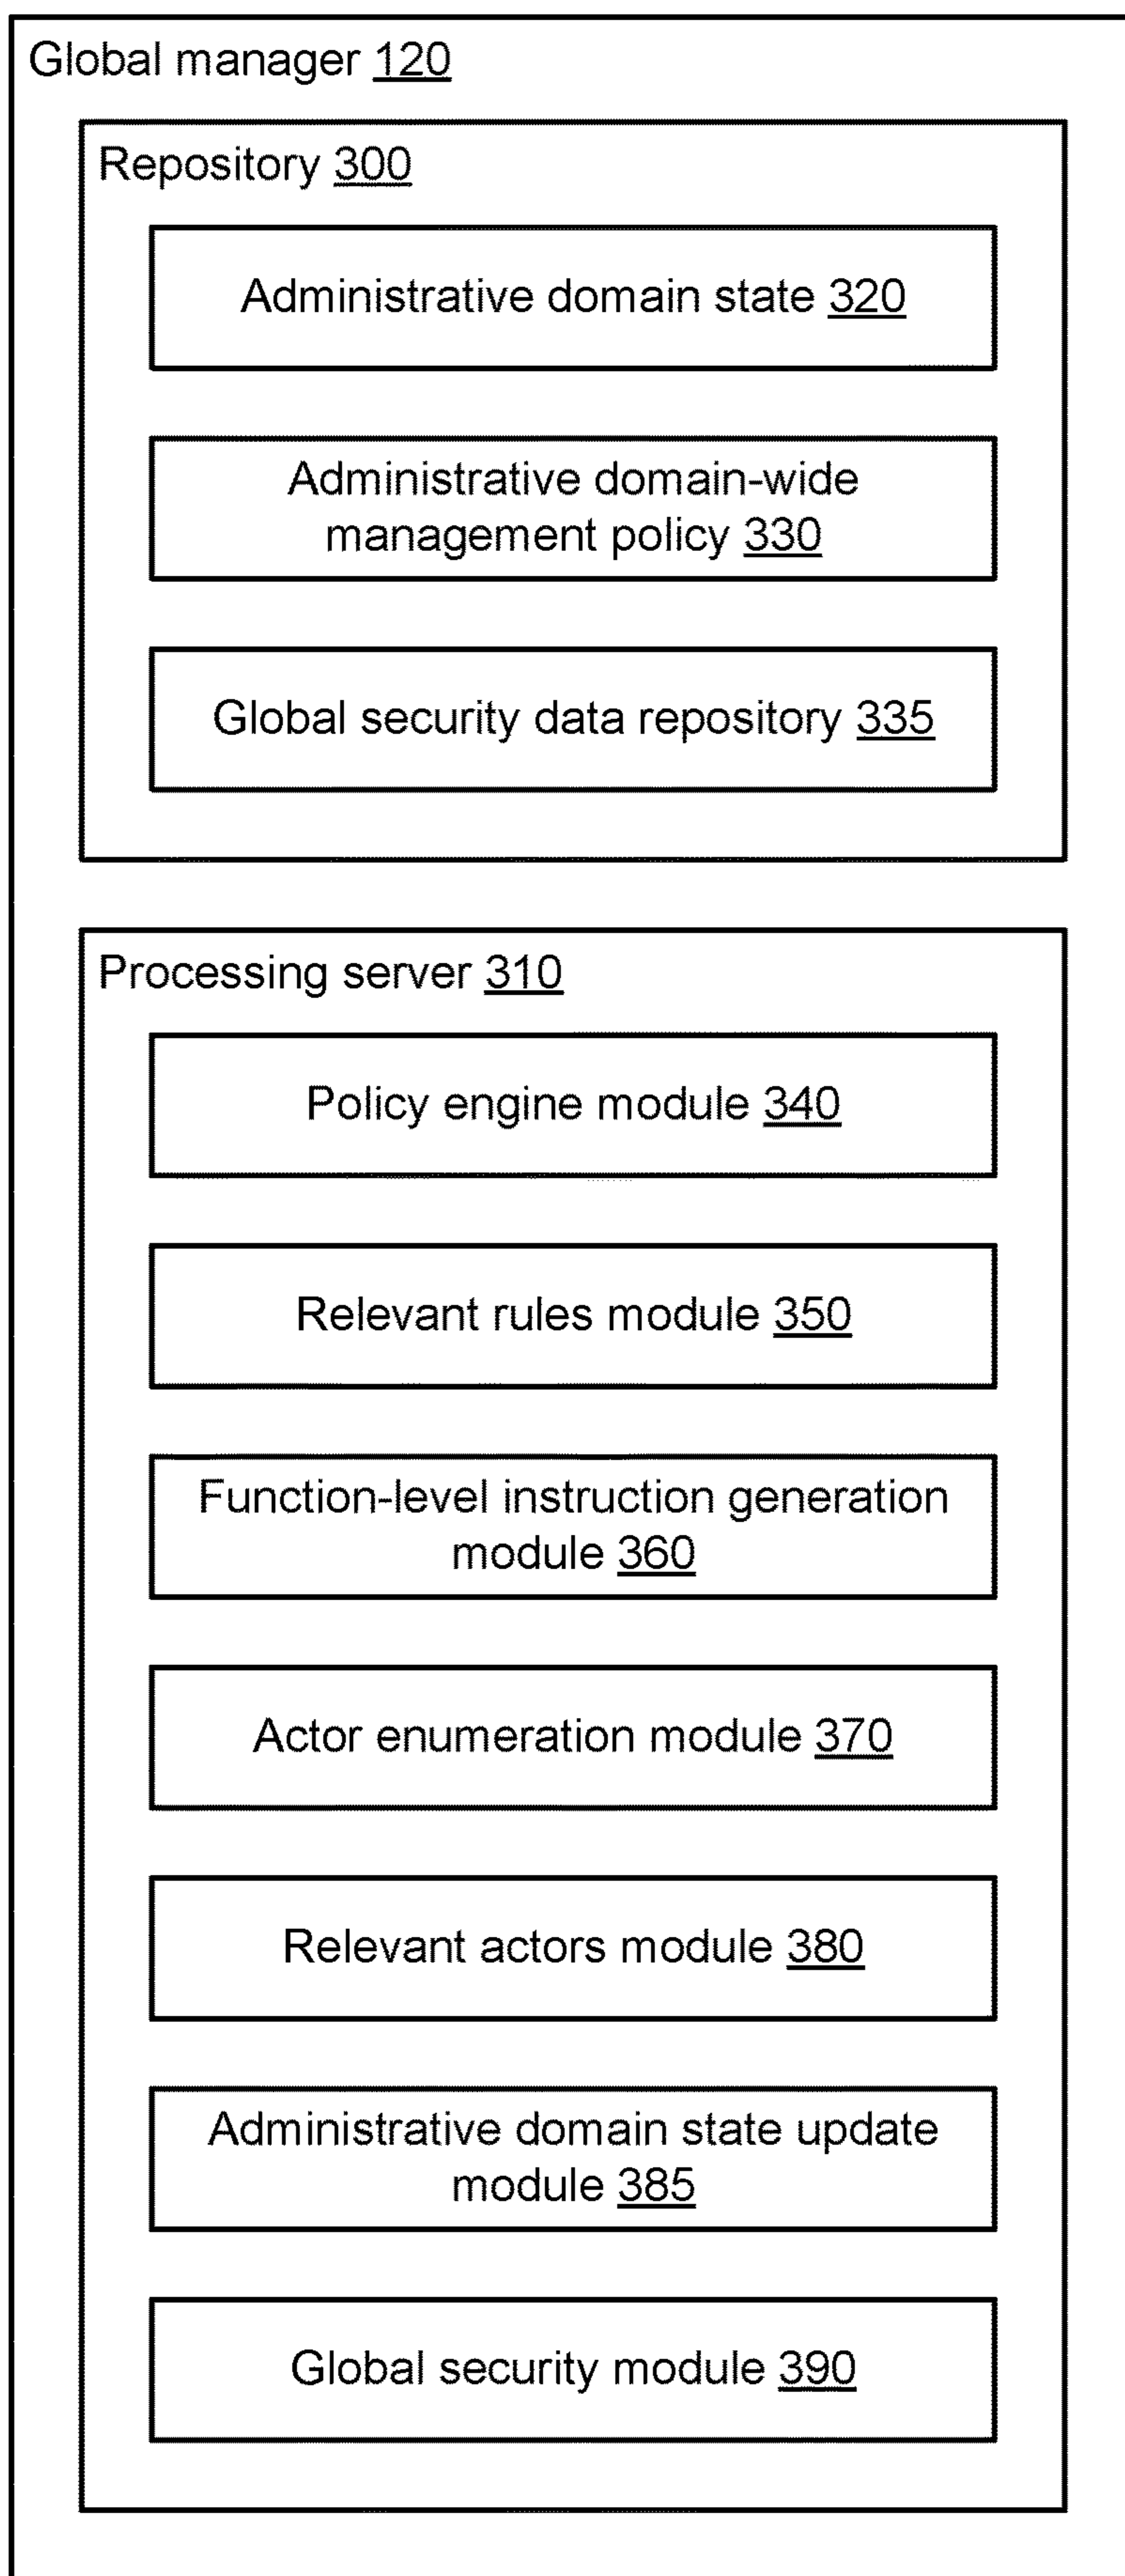 Global manager 120
Repository 300
Administrative domain state 320
Administrative domain-wide
management policy 330
Global security data repository 335
Processing server 310
Policy engine module 340
Relevant rules module 350
Function-level instruction generation
module 360
Actor enumeration module 370
Relevant actors module 380
Administrative domain state update
module 385
Global security module 390